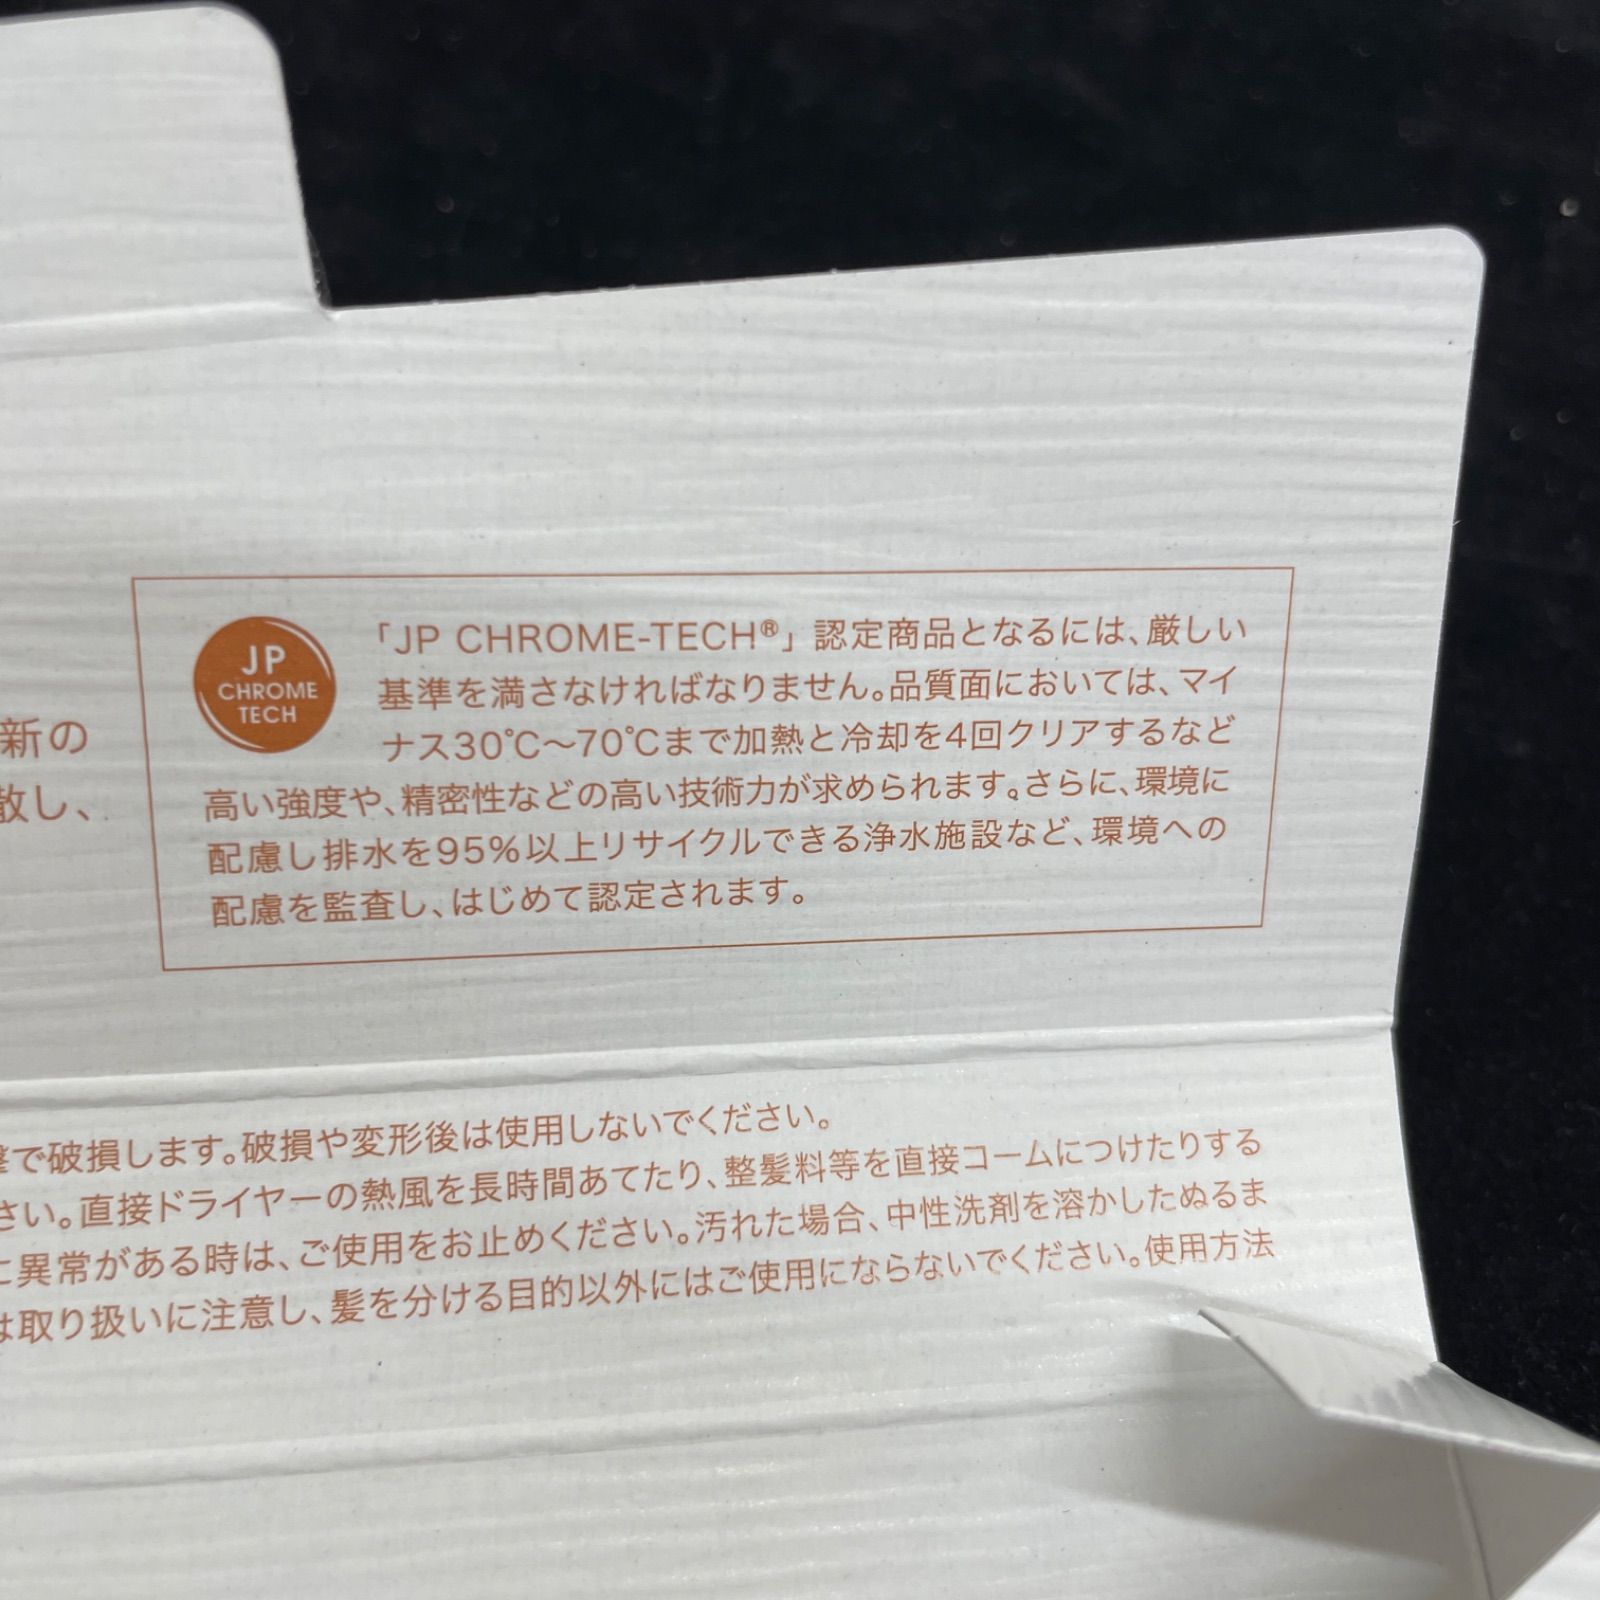 JP
CHROME
TECH
「JP CHROME-TECH®」認定商品となるには、厳しい
基準を満さなければなりません。品質面においては、マイ
ナス30℃〜70℃まで加熱と冷却を4回クリアするなど
高い強度や、精密性などの高い技術力が求められます。さらに、環境に
配慮し排水を95%以上リサイクルできる浄水施設など、環境への
配慮を監査し、はじめて認定されます。
新の
散し、
撃で破損します。破損や変形後は使用しないでください。
さい。直接ドライヤーの熱風を長時間あてたり、整髪料等を直接コームにつけたりする
に異常がある時は、ご使用をお止めください。汚れた場合、中性洗剤を溶かしたぬるま
は取り扱いに注意し、髪を分ける目的以外にはご使用にならないでください。使用方法